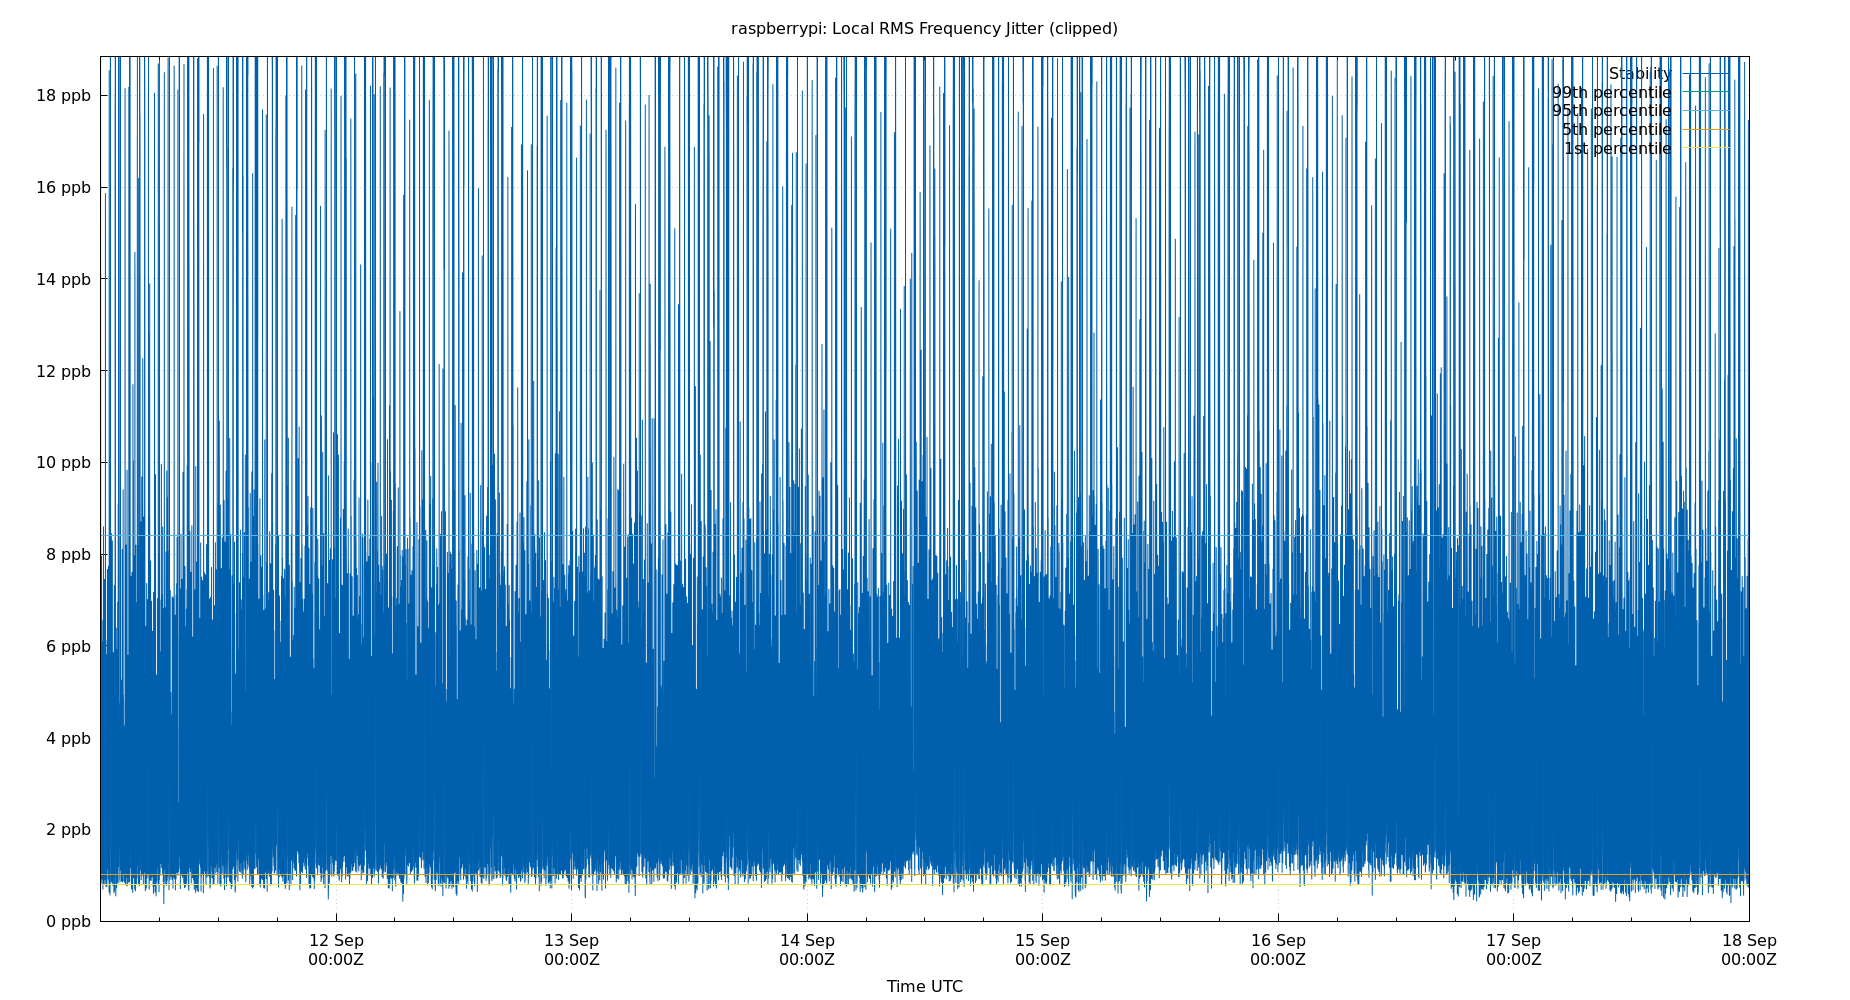 raspberrypi: Local RMS Frequency Jitter (clipped)
Stability
99th percentile
95th percentile
5th percentile
1st percentile
18 ppb
16 ppb
14 ppb
12 ppb
10 ppb
8 ppb
6 ppb
4 ppb
2 ppb
0 ppb
12 Sep 13 Sep 14 Sep 15 Sep 16 Sep 17 Sep 18 Sep
00:00Z 00:00Z 00:00Z 00:00Z 00:00Z 00:00Z 00:00Z
Time UTC